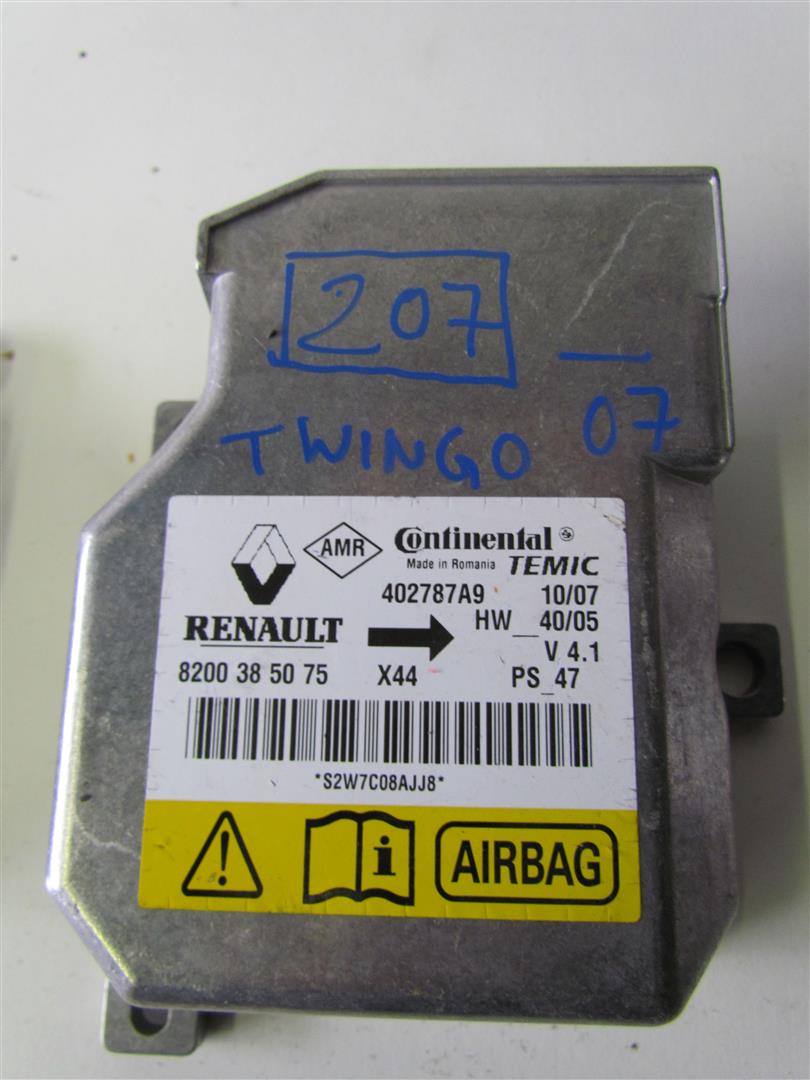 207
TWINGO 07
AMR Continental
Made in Romania TEMIC
402787A9 10/07
RENAULT HW__40/05
V 4.1
8200 38 50 75 X44 PS_47
*S2W7C08AJJ8*
AIRBAG